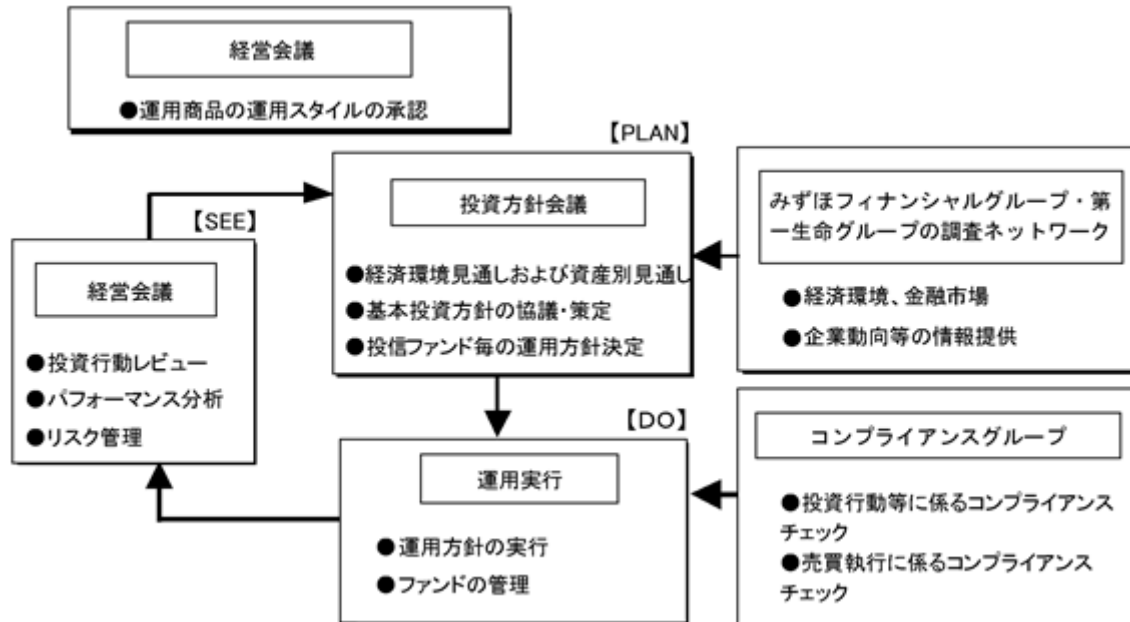 経営会議
●運用商品の運用スタイルの承認
【PLAN】
投資方針会議
●経済環境見通しおよび資産別見通し
●基本投資方針の協議・策定
●投信ファンド毎の運用方針決定
みずほフィナンシャルグループ・第
一生命グループの調査ネットワーク
●経済環境、金融市場
●企業動向等の情報提供
【SEE】
経営会議
●投資行動レビュー
●パフォーマンス分析
●リスク管理
【DO】
運用実行
●運用方針の実行
●ファンドの管理
コンプライアンスグループ
●投資行動等に係るコンプライアンス
チェック
●売買執行に係るコンプライアンス
チェック